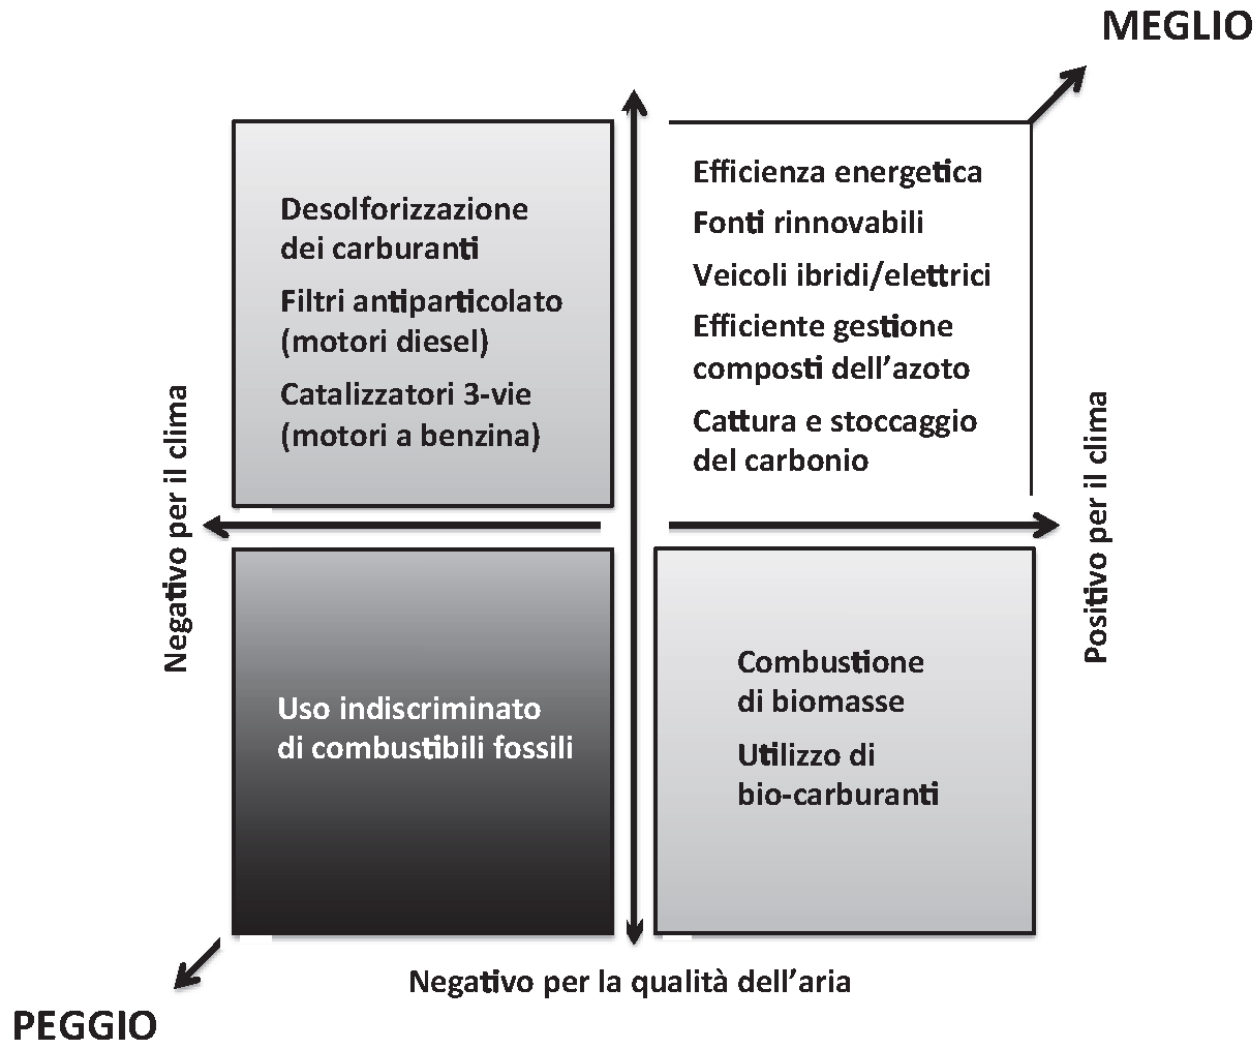 MEGLIO
Desolforizzazione
dei carburanti
Filtri antiparticolato
(motori diesel)
Catalizzatori 3-vie
(motori a benzina)
Efficienza energetica
Fonti rinnovabili
Veicoli ibridi/elettrici
Efficiente gestione
composti dell'azoto
Cattura e stoccaggio
del carbonio
Negativo per il clima
Positivo per il clima
Uso indiscriminato
di combustibili fossili
Combustione
di biomasse
Utilizzo di
bio-carburanti
Negativo per la qualità dell'aria
PEGGIO